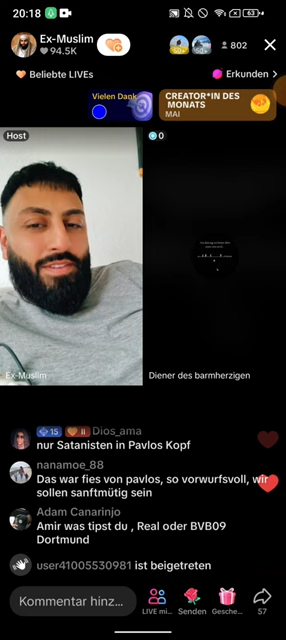 20:18
63
Ex-Muslim
94.5K
802
Beliebte LIVEs
Erkunden >
Vielen Dank
CREATOR*IN DES
MONATS
MAI
Host
0
Ex-Muslim
Diener des barmherzigen
15 II Dios_ama
nur Satanisten in Pavlos Kopf
nanamoe_88
Das war fies von pavlos, so vorwurfsvoll, wir
sollen sanftmütig sein
Adam Canarinjo
Amir was tipst du , Real oder BVB09
Dortmund
user41005530981 ist beigetreten
Kommentar hinz...
LIVE mi...
Senden
Gesche...
57